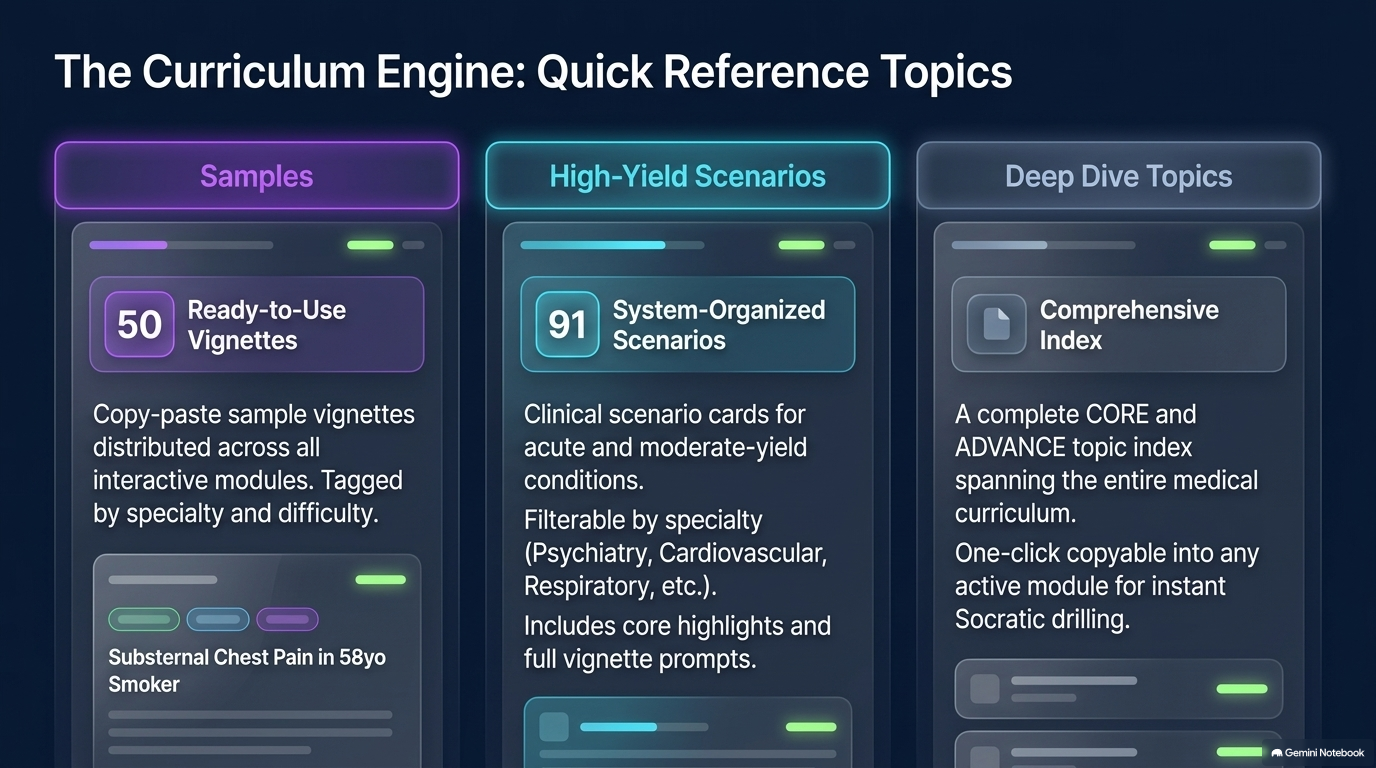 The Curriculum Engine: Quick Reference Topics
Samples
50
Ready-to-Use
Vignettes
Copy-paste sample vignettes
distributed across all
interactive modules. Tagged
by specialty and difficulty.
Substernal Chest Pain in 58yo
Smoker
High-Yield Scenarios
91
System-Organized
Scenarios
Clinical scenario cards for
acute and moderate-yield
conditions.
Filterable by specialty
(Psychiatry, Cardiovascular,
Respiratory, etc.).
Includes core highlights and
full vignette prompts.
Deep Dive Topics
Comprehensive
Index
A complete CORE and
ADVANCE topic index
spanning the entire medical
curriculum.
One-click copyable into any
active module for instant
Socratic drilling.
Gemini Notebook